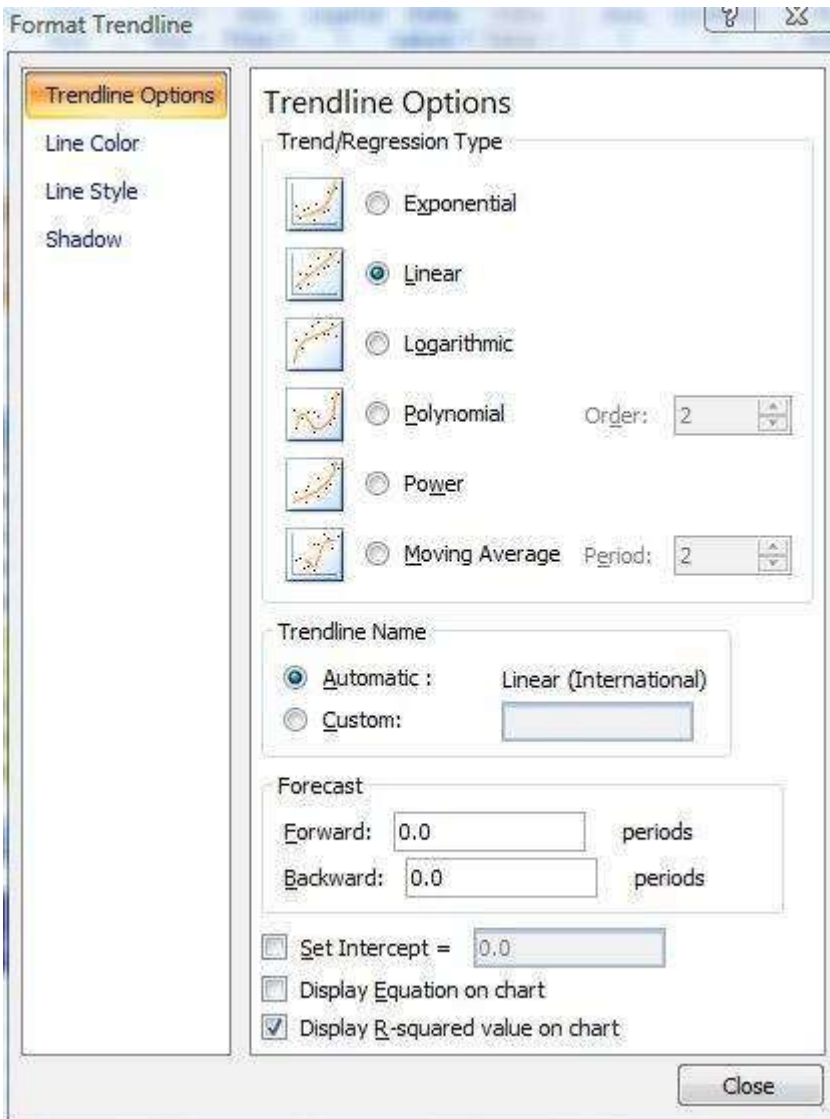 Format Trendline
Trendline Options
Line Color
Line Style
Shadow
Trendline Options
Trend/Regression Type
Exponential
Linear
Logarithmic
Polynomial Order: 2
Power
Moving Average Period: 2
Trendline Name
Automatic : Linear (International)
Custom:
Forecast
Forward: 0.0 periods
Backward: 0.0 periods
Set Intercept = 0.0
Display Equation on chart
Display R-squared value on chart
Close